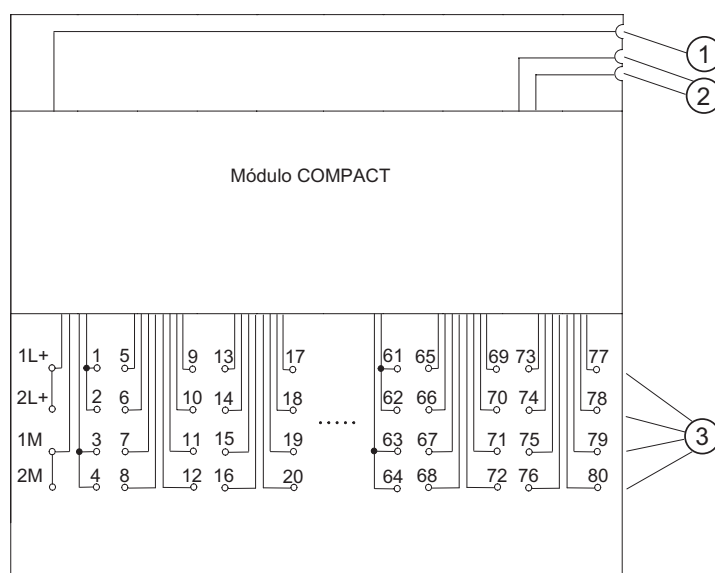 1
2
Módulo COMPACT
1L+ 1 5 9 13 17 61 65 69 73 77
2L+ 2 6 10 14 18 62 66 70 74 78
.....
1M 3 7 11 15 19 63 67 71 75 79
3
2M 4 8 12 16 20 64 68 72 76 80